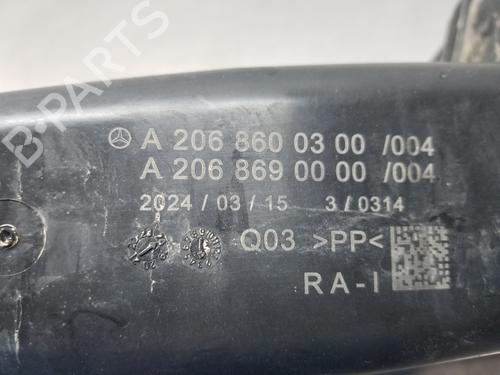 B-PARTS
A 206 860 03 00 /004
A 206 869 00 00 /004
2024 / 03 / 15 3 / 0314
Q03 >PP<
RA-I